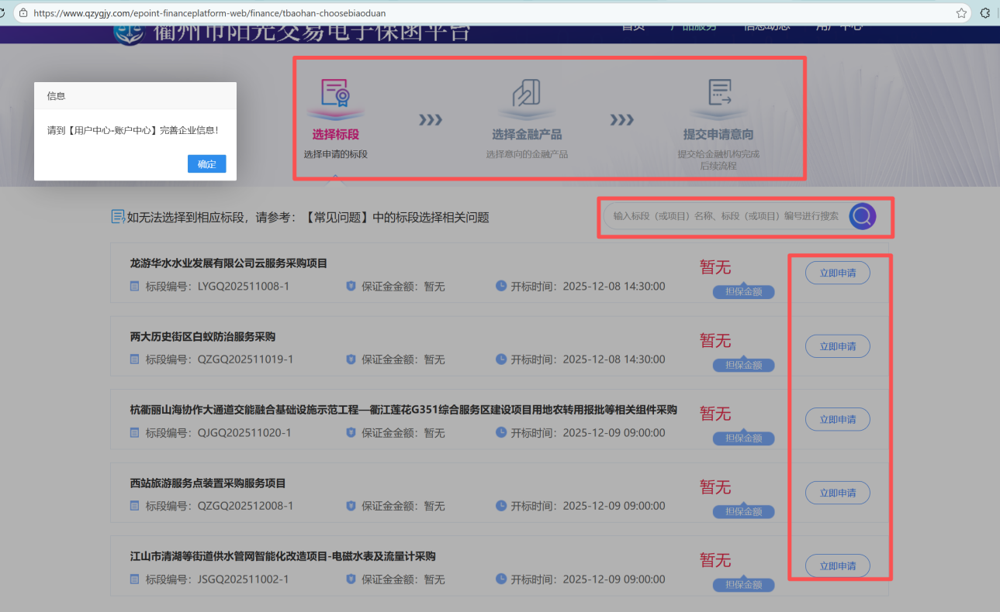 https://www.qzygjy.com/epoint-financeplatform-web/finance/tbaohan-choosebiaoduan
衢州市阳光交易电子保函平台
首页 产品服务 信息动态 用户中心
信息
请到【用户中心-账户中心】完善企业信息!
确定
选择标段
选择申请的标段
选择金融产品
选择意向的金融产品
提交申请意向
提交给金融机构完成
后续流程
如无法选择到相应标段，请参考：【常见问题】中的标段选择相关问题
输入标段（或项目）名称、标段（或项目）编号进行搜索
龙游华水水业发展有限公司云服务采购项目
标段编号：LYGQ202511008-1 保证金金额：暂无 开标时间：2025-12-08 14:30:00
暂无
担保金额
立即申请
两大历史街区白蚁防治服务采购
标段编号：QZGQ202511019-1 保证金金额：暂无 开标时间：2025-12-08 14:30:00
暂无
担保金额
立即申请
杭衢丽山海协作大通道交能融合基础设施示范工程—衢江莲花G351综合服务区建设项目用地农转用报批等相关组件采购
标段编号：QJGQ202511020-1 保证金金额：暂无 开标时间：2025-12-09 09:00:00
暂无
担保金额
立即申请
西站旅游服务点装置采购服务项目
标段编号：QZGQ202512008-1 保证金金额：暂无 开标时间：2025-12-09 09:00:00
暂无
担保金额
立即申请
江山市清湖等街道供水管网智能化改造项目-电磁水表及流量计采购
标段编号：JSGQ202511002-1 保证金金额：暂无 开标时间：2025-12-09 09:00:00
暂无
担保金额
立即申请